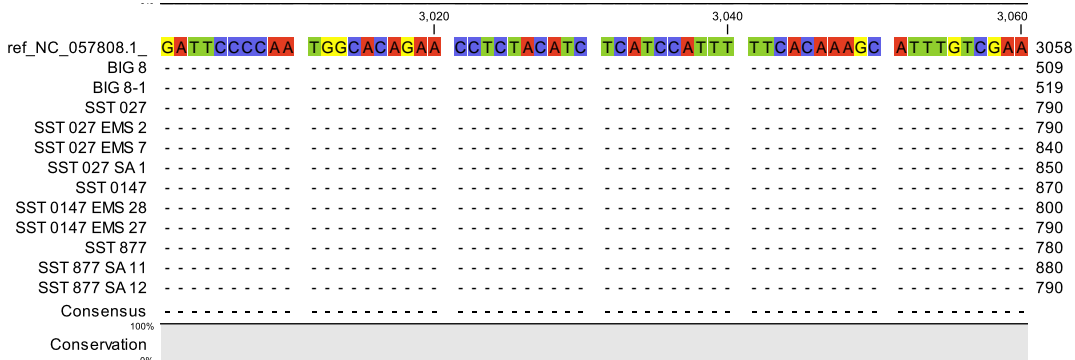 3,020 3,040 3,060
ref_NC_057808.1_ GATTCCCCAA TGGCACAGAA CCTCTACATC TCATCCATTT TTCACAAAGC ATTTGTCGAA 3058
BIG 8 - - - - - - - - - - - - - - - - - - - - - - - - - - - - - - - - - - - - - - - - - - - - - - - - - - - - - - - - - - - - 509
BIG 8-1 - - - - - - - - - - - - - - - - - - - - - - - - - - - - - - - - - - - - - - - - - - - - - - - - - - - - - - - - - - - - 519
SST 027 - - - - - - - - - - - - - - - - - - - - - - - - - - - - - - - - - - - - - - - - - - - - - - - - - - - - - - - - - - - - 790
SST 027 EMS 2 - - - - - - - - - - - - - - - - - - - - - - - - - - - - - - - - - - - - - - - - - - - - - - - - - - - - - - - - - - - - 790
SST 027 EMS 7 - - - - - - - - - - - - - - - - - - - - - - - - - - - - - - - - - - - - - - - - - - - - - - - - - - - - - - - - - - - - 840
SST 027 SA 1 - - - - - - - - - - - - - - - - - - - - - - - - - - - - - - - - - - - - - - - - - - - - - - - - - - - - - - - - - - - - 850
SST 0147 - - - - - - - - - - - - - - - - - - - - - - - - - - - - - - - - - - - - - - - - - - - - - - - - - - - - - - - - - - - - 870
SST 0147 EMS 28 - - - - - - - - - - - - - - - - - - - - - - - - - - - - - - - - - - - - - - - - - - - - - - - - - - - - - - - - - - - - 800
SST 0147 EMS 27 - - - - - - - - - - - - - - - - - - - - - - - - - - - - - - - - - - - - - - - - - - - - - - - - - - - - - - - - - - - - 790
SST 877 - - - - - - - - - - - - - - - - - - - - - - - - - - - - - - - - - - - - - - - - - - - - - - - - - - - - - - - - - - - - 780
SST 877 SA 11 - - - - - - - - - - - - - - - - - - - - - - - - - - - - - - - - - - - - - - - - - - - - - - - - - - - - - - - - - - - - 880
SST 877 SA 12 - - - - - - - - - - - - - - - - - - - - - - - - - - - - - - - - - - - - - - - - - - - - - - - - - - - - - - - - - - - - 790
Consensus - - - - - - - - - - - - - - - - - - - - - - - - - - - - - - - - - - - - - - - - - - - - - - - - - - - - - - - - - - - -
100%
Conservation